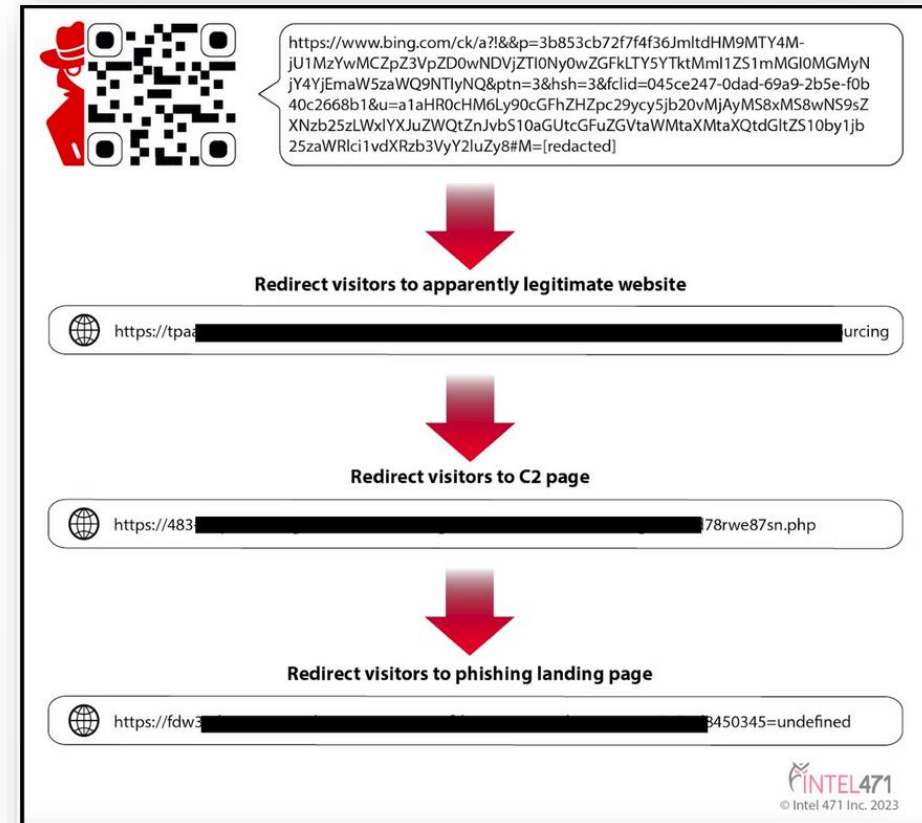 https://www.bing.com/ck/a?!&&p=3b853cb72f7f4f36JmltdHM9MTY4M-
jU1MzYwMCZpZ3VpZD0wNDVjZTI0Ny0wZGFkLTY5YTktMmI1ZS1mMGI0MGMyN
jY4YjEmaW5zaWQ9NTIyNQ&ptn=3&hsh=3&fclid=045ce247-0dad-69a9-2b5e-f0b
40c2668b1&u=a1aHR0cHM6Ly90cGFhZHZpc29ycy5jb20vMjAyMS8xMS8wNS9sZ
XNzb25zLWxlYXJuZWQtZnJvbS10aGUtcGFuZGVtaWMtaXMtaXQtdGltZS10by1jb
25zaWRlci1vdXRzb3VyY2luZy8#M=[redacted]
Redirect visitors to apparently legitimate website
https://tpaa
urcing
Redirect visitors to C2 page
https://483
78rwe87sn.php
Redirect visitors to phishing landing page
https://fdw3
3450345=undefined
INTEL471
© Intel 471 Inc. 2023